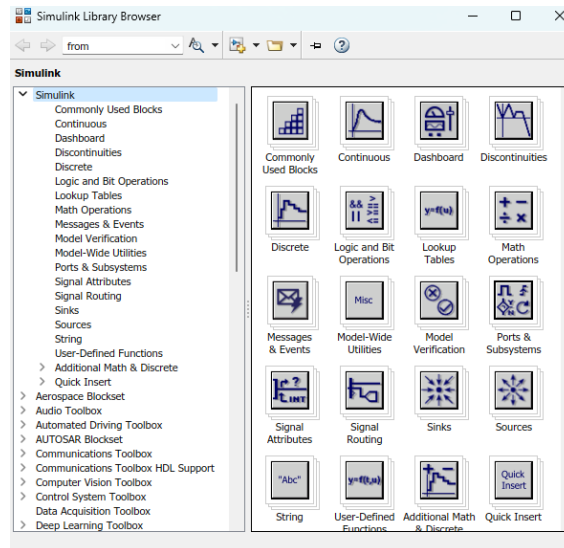 Simulink Library Browser
from
Simulink
Simulink
Commonly Used Blocks
Continuous
Dashboard
Discontinuities
Discrete
Logic and Bit Operations
Lookup Tables
Math Operations
Messages & Events
Model Verification
Model-Wide Utilities
Ports & Subsystems
Signal Attributes
Signal Routing
Sinks
Sources
String
User-Defined Functions
Additional Math & Discrete
Quick Insert
Aerospace Blockset
Audio Toolbox
Automated Driving Toolbox
AUTOSAR Blockset
Communications Toolbox
Communications Toolbox HDL Support
Computer Vision Toolbox
Control System Toolbox
Data Acquisition Toolbox
Deep Learning Toolbox
Commonly Used Blocks
Continuous
Dashboard
Discontinuities
&& >
|| >= <=
y=f(u)
+ − ÷ ×
Discrete
Logic and Bit Operations
Lookup Tables
Math Operations
Misc
Messages & Events
Model-Wide Utilities
Model Verification
Ports & Subsystems
Signal Attributes
Signal Routing
Sinks
Sources
"Abc"
y=f(t,u)
Quick Insert
String
User-Defined Functions
Additional Math & Discrete
Quick Insert